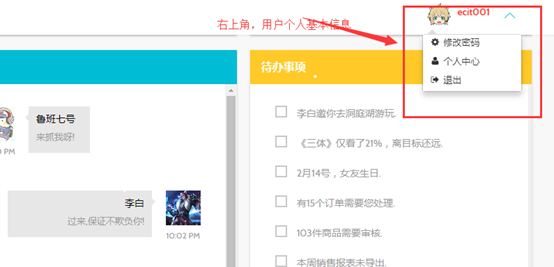 右上角，用户个人基本信息
ecit001
修改密码
个人中心
退出
鲁班七号
来抓我呀!
PM
李白
过来,保证不欺负你!
10:02 PM
待办事项
李白邀你去洞庭湖游玩.
《三体》仅看了21%，离目标还远.
2月14号，女友生日.
有15个订单需要您处理.
103件商品需要审核.
本周销售报表未导出.